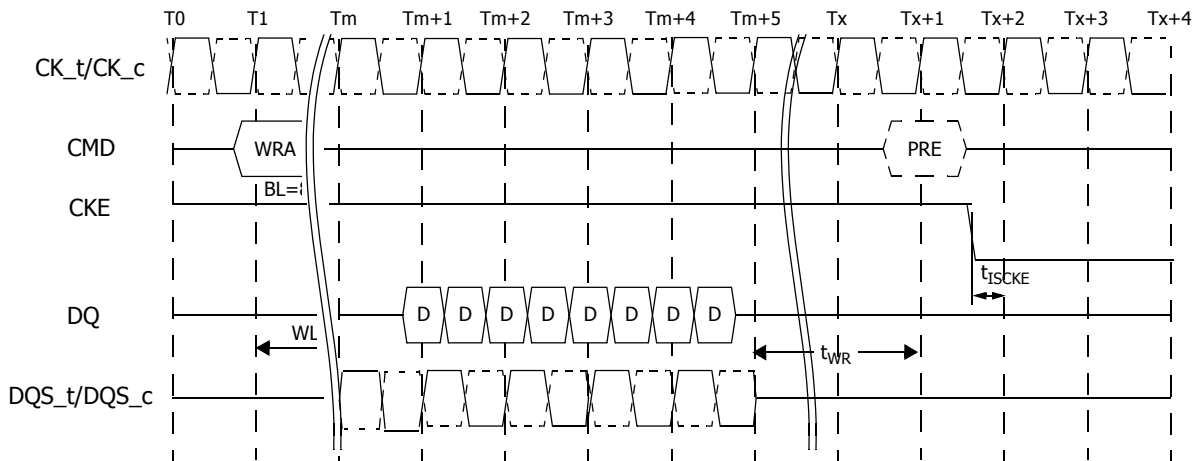 T0 T1 Tm Tm+1 Tm+2 Tm+3 Tm+4 Tm+5 Tx Tx+1 Tx+2 Tx+3 Tx+4
CK_t/CK_c
CMD WRA PRE
BL=
CKE
tISCKE
DQ D D D D D D D D
WL tWR
DQS_t/DQS_c